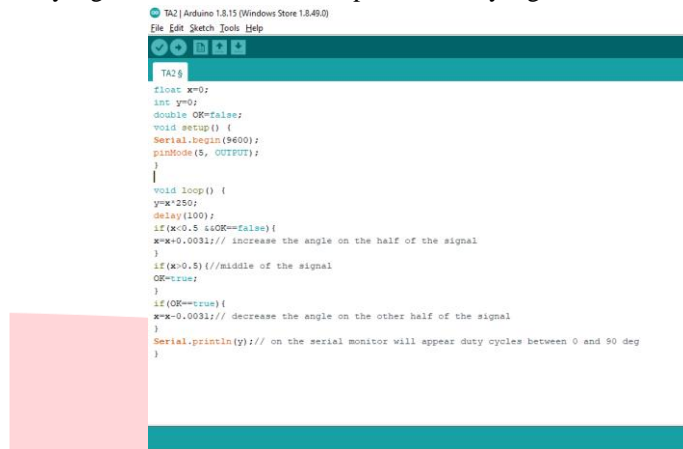 TA2 | Arduino 1.8.15 (Windows Store 1.8.49.0)
File Edit Sketch Tools Help
TA2 §
float x=0;
int y=0;
double OK=false;
void setup() {
Serial.begin(9600);
pinMode(5, OUTPUT);
}
void loop() {
y=x*250;
delay(100);
if(x<0.5 &&OK==false){
x=x+0.0031;// increase the angle on the half of the signal
}
if(x>0.5){//middle of the signal
OK=true;
}
if(OK==true){
x=x-0.0031;// decrease the angle on the other half of the signal
}
Serial.println(y);// on the serial monitor will appear duty cycles between 0 and 90 deg
}